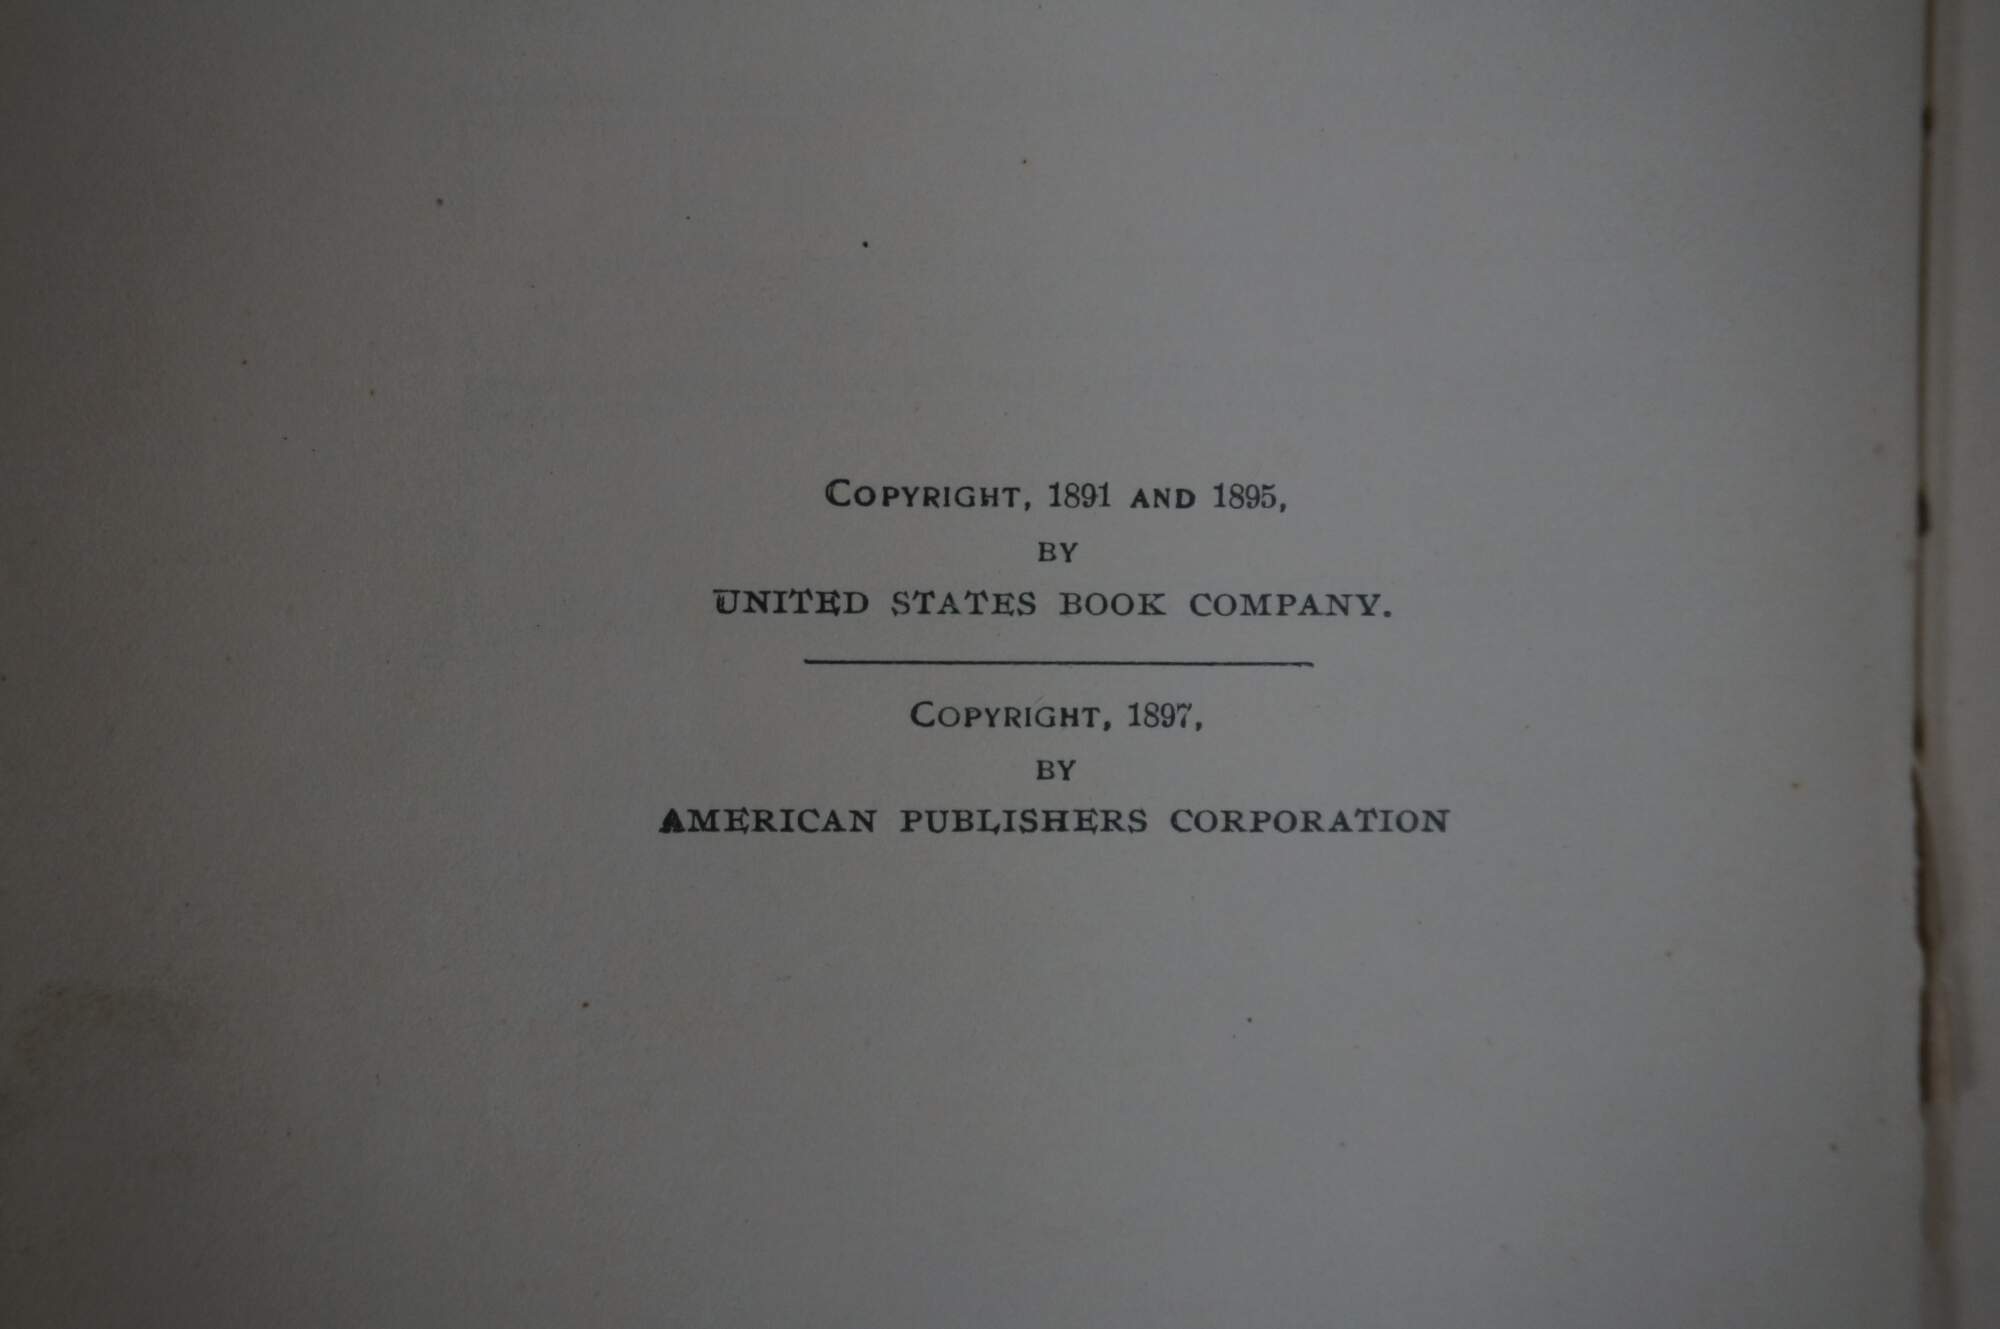 Copyright, 1891 and 1895,
BY
UNITED STATES BOOK COMPANY.
Copyright, 1897,
BY
AMERICAN PUBLISHERS CORPORATION